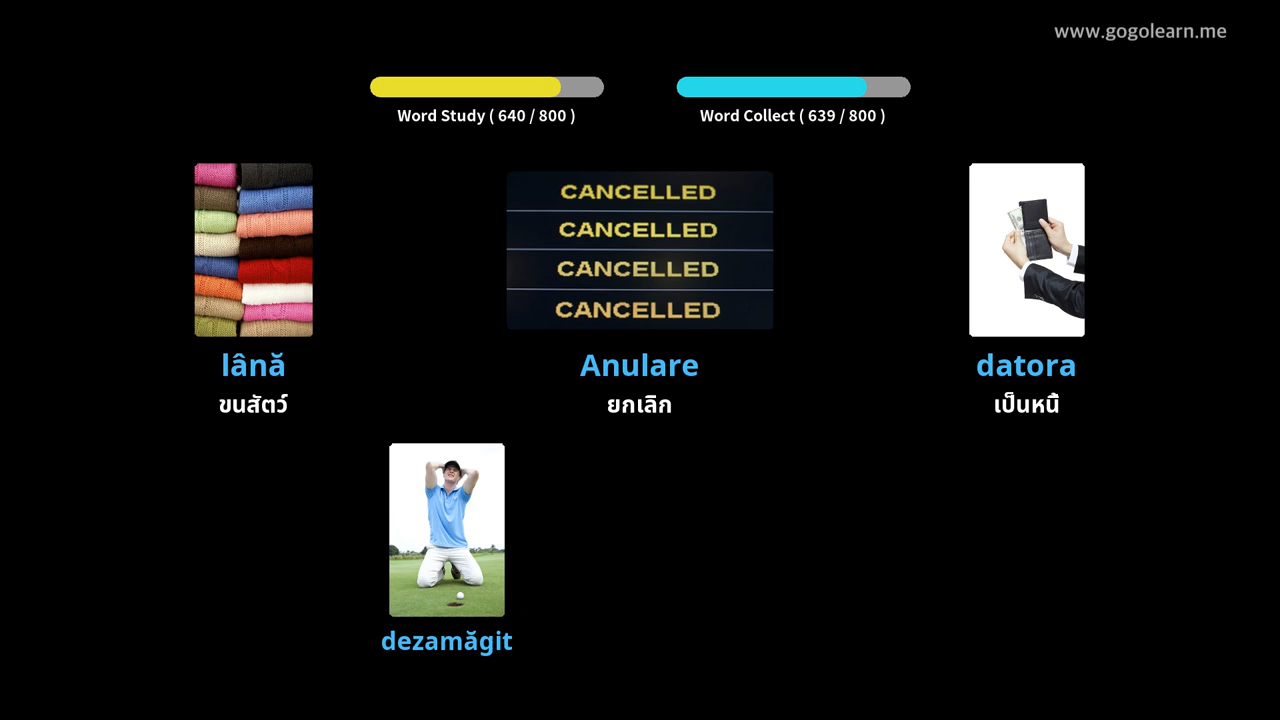 www.gogolearn.me
Word Study ( 640 / 800 )
Word Collect ( 639 / 800 )
CANCELLED
CANCELLED
CANCELLED
CANCELLED
lână
Anulare
datora
ขนสัตว์
ยกเลิก
เป็นหนี้
dezamăgit